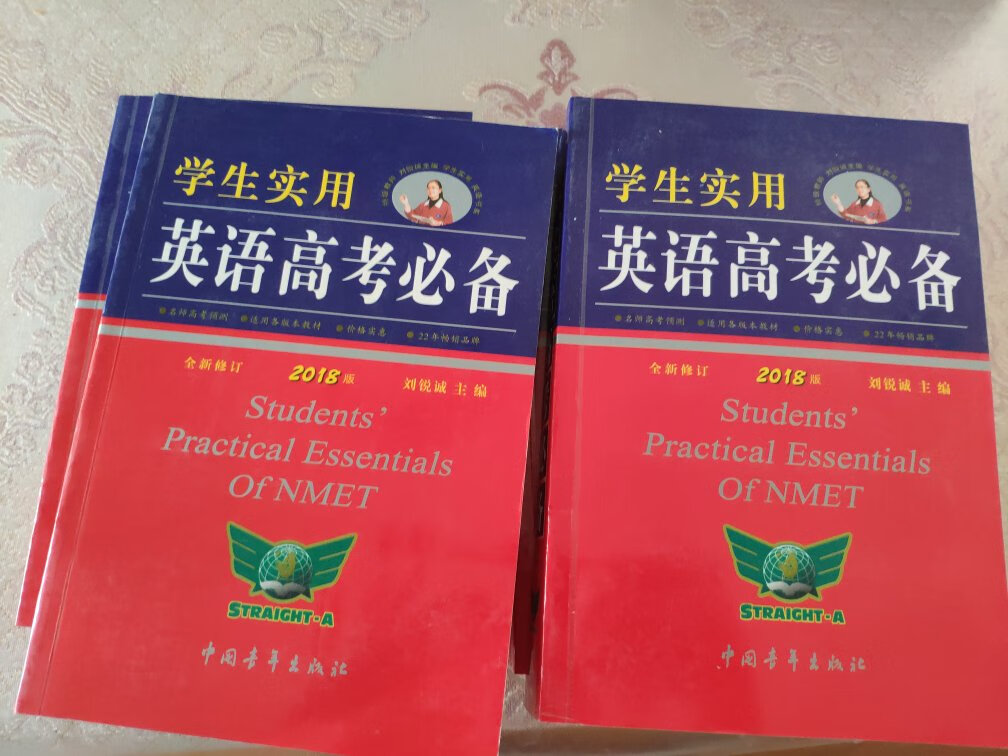 学生实用
英语高考必备
●名师高考预测 ●适用各版本教材 ●价格实惠 ●22年畅销品牌
全新修订 2018版 刘锐诚 主编
Students'
Practical Essentials
Of NMET
STRAIGHT·A
中国青年出版社
学生实用
英语高考必备
●名师高考预测 ●适用各版本教材 ●价格实惠 ●22年畅销品牌
全新修订 2018版 刘锐诚 主编
Students'
Practical Essentials
Of NMET
STRAIGHT·A
中国青年出版社